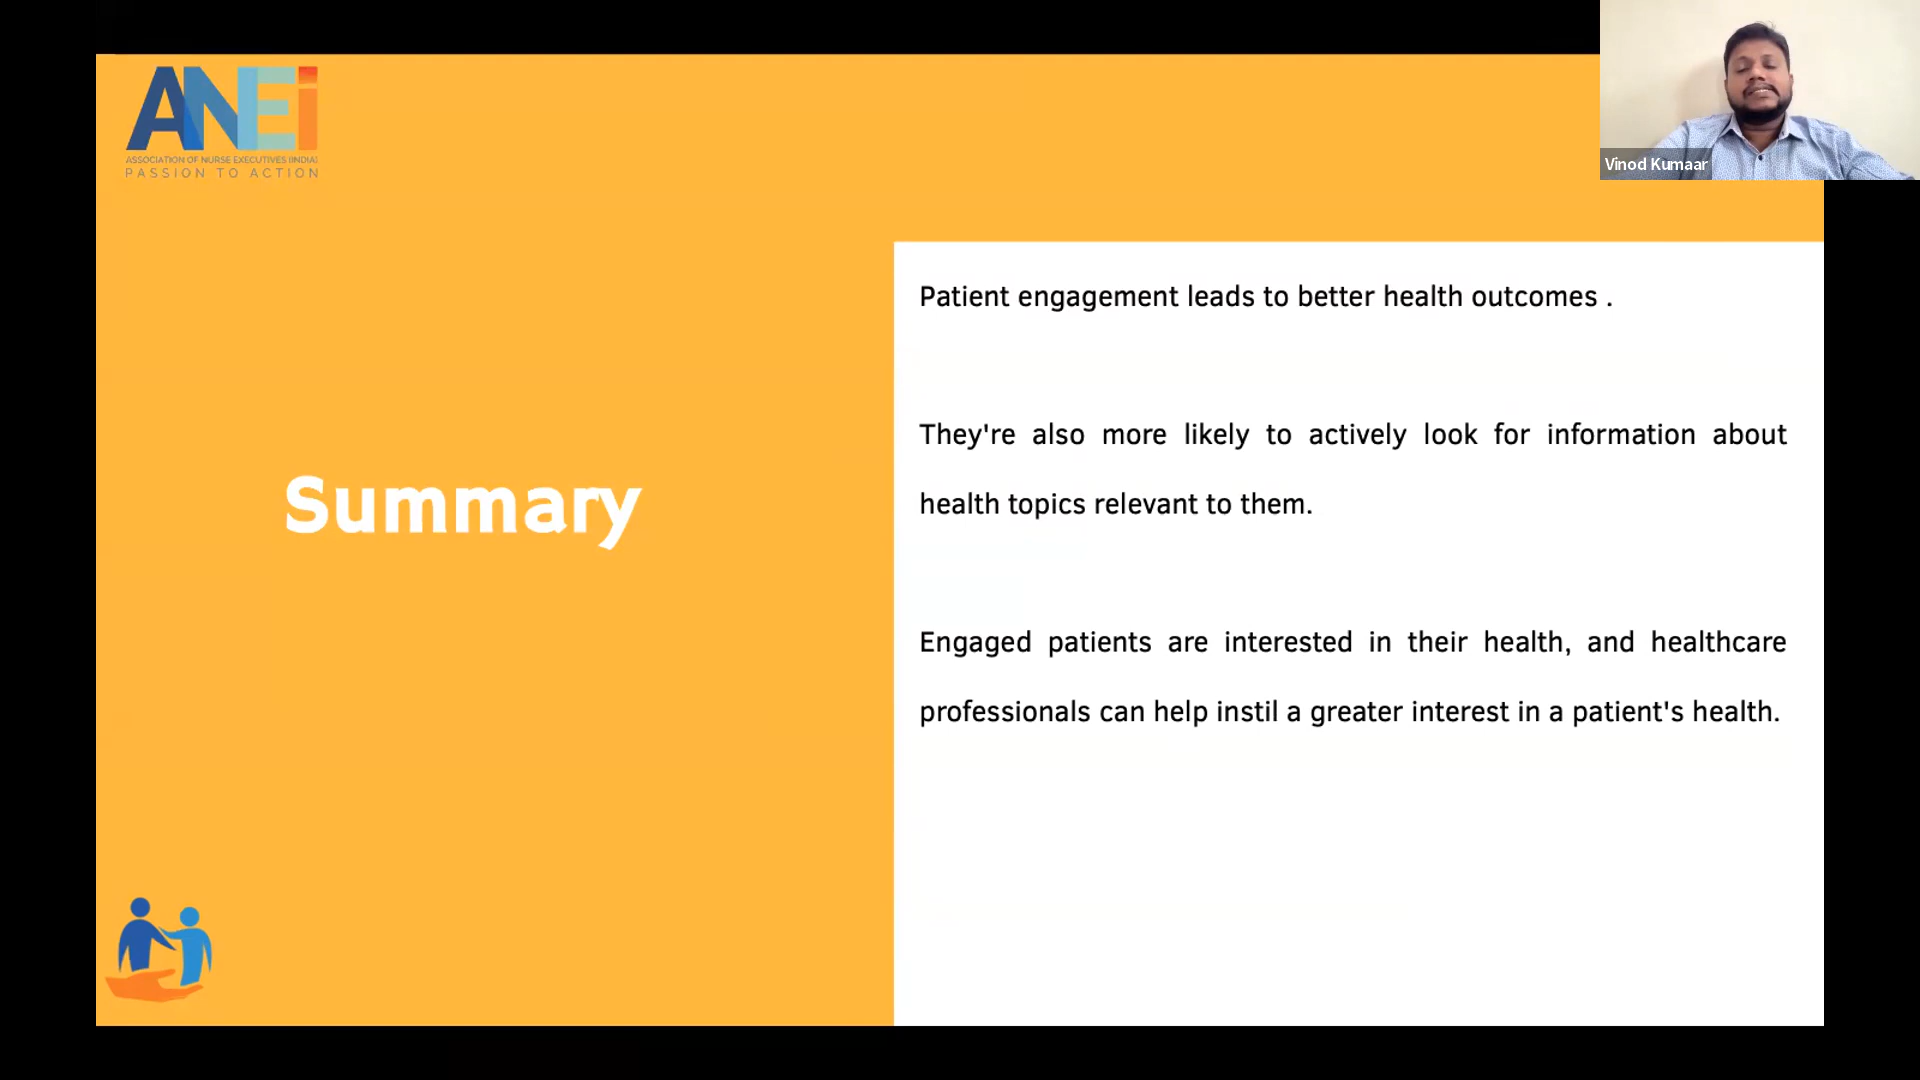 ANEi
ASSOCIATION OF NURSE EXECUTIVES (INDIA)
PASSION TO ACTION
Vinod Kumaar
Summary
Patient engagement leads to better health outcomes .
They're also more likely to actively look for information about
health topics relevant to them.
Engaged patients are interested in their health, and healthcare
professionals can help instil a greater interest in a patient's health.